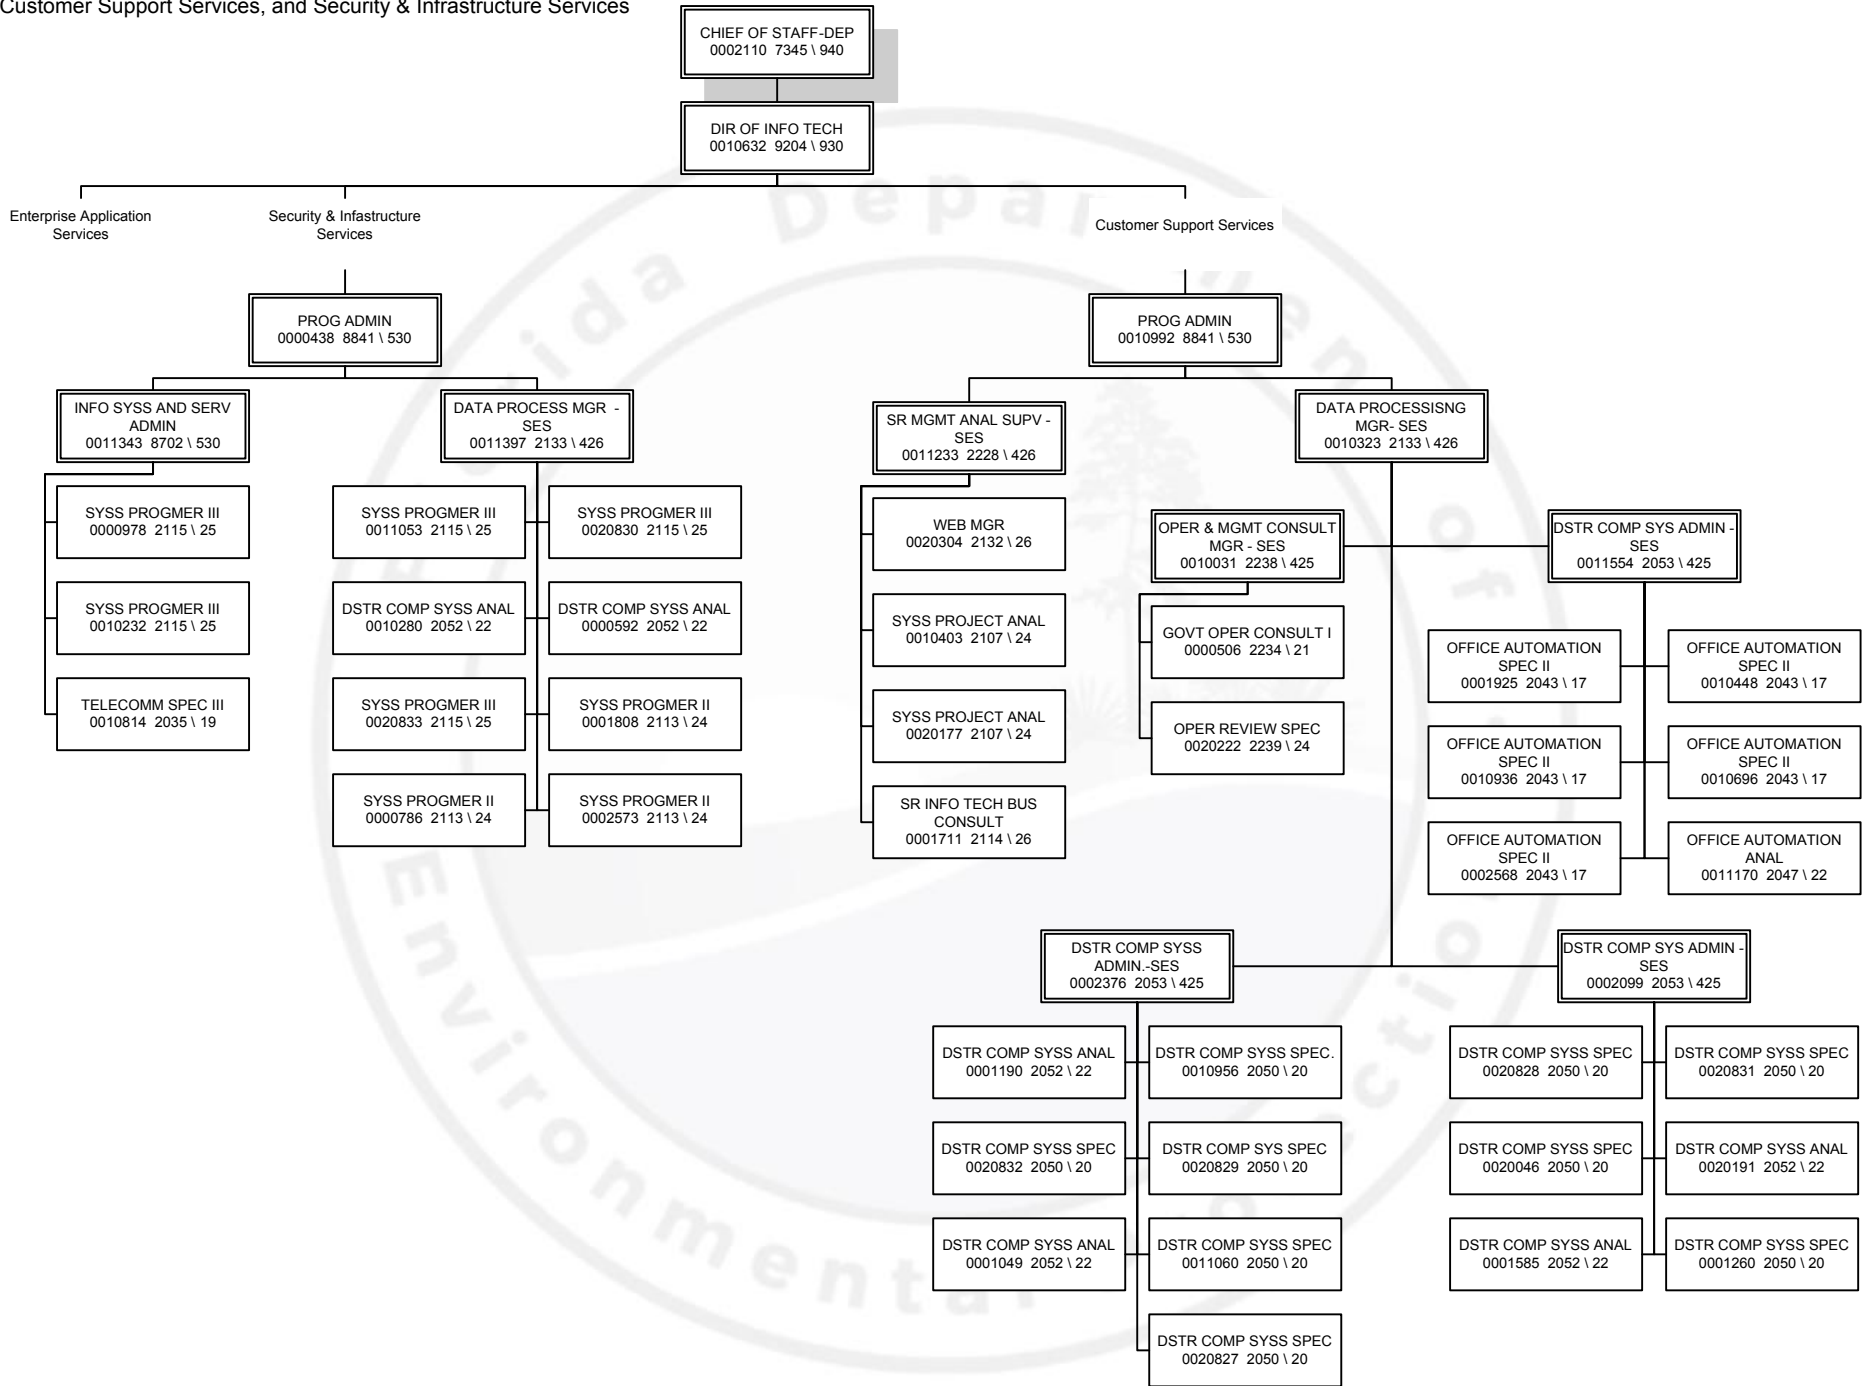 Customer Support Services, and Security & Infrastructure Services
CHIEF OF STAFF-DEP
0002110 7345 \ 940
DIR OF INFO TECH
0010632 9204 \ 930
Enterprise Application
Services
Security & Infastructure
Services
Customer Support Services
PROG ADMIN
0000438 8841 \ 530
PROG ADMIN
0010992 8841 \ 530
INFO SYSS AND SERV
ADMIN
0011343 8702 \ 530
DATA PROCESS MGR -
SES
0011397 2133 \ 426
SR MGMT ANAL SUPV -
SES
0011233 2228 \ 426
DATA PROCESSISNG
MGR- SES
0010323 2133 \ 426
SYSS PROGMER III
0000978 2115 \ 25
SYSS PROGMER III
0010232 2115 \ 25
TELECOMM SPEC III
0010814 2035 \ 19
SYSS PROGMER III
0011053 2115 \ 25
SYSS PROGMER III
0020830 2115 \ 25
DSTR COMP SYSS ANAL
0010280 2052 \ 22
DSTR COMP SYSS ANAL
0000592 2052 \ 22
SYSS PROGMER III
0020833 2115 \ 25
SYSS PROGMER II
0001808 2113 \ 24
SYSS PROGMER II
0000786 2113 \ 24
SYSS PROGMER II
0002573 2113 \ 24
WEB MGR
0020304 2132 \ 26
SYSS PROJECT ANAL
0010403 2107 \ 24
SYSS PROJECT ANAL
0020177 2107 \ 24
SR INFO TECH BUS
CONSULT
0001711 2114 \ 26
OPER & MGMT CONSULT
MGR - SES
0010031 2238 \ 425
GOVT OPER CONSULT I
0000506 2234 \ 21
OPER REVIEW SPEC
0020222 2239 \ 24
DSTR COMP SYS ADMIN -
SES
0011554 2053 \ 425
OFFICE AUTOMATION
SPEC II
0001925 2043 \ 17
OFFICE AUTOMATION
SPEC II
0010448 2043 \ 17
OFFICE AUTOMATION
SPEC II
0010936 2043 \ 17
OFFICE AUTOMATION
SPEC II
0010696 2043 \ 17
OFFICE AUTOMATION
SPEC II
0002568 2043 \ 17
OFFICE AUTOMATION
ANAL
0011170 2047 \ 22
DSTR COMP SYSS
ADMIN.-SES
0002376 2053 \ 425
DSTR COMP SYS ADMIN -
SES
0002099 2053 \ 425
DSTR COMP SYSS ANAL
0001190 2052 \ 22
DSTR COMP SYSS SPEC.
0010956 2050 \ 20
DSTR COMP SYSS SPEC
0020832 2050 \ 20
DSTR COMP SYS SPEC
0020829 2050 \ 20
DSTR COMP SYSS ANAL
0001049 2052 \ 22
DSTR COMP SYSS SPEC
0011060 2050 \ 20
DSTR COMP SYSS SPEC
0020827 2050 \ 20
DSTR COMP SYSS SPEC
0020828 2050 \ 20
DSTR COMP SYSS SPEC
0020831 2050 \ 20
DSTR COMP SYSS SPEC
0020046 2050 \ 20
DSTR COMP SYSS ANAL
0020191 2052 \ 22
DSTR COMP SYSS ANAL
0001585 2052 \ 22
DSTR COMP SYSS SPEC
0001260 2050 \ 20